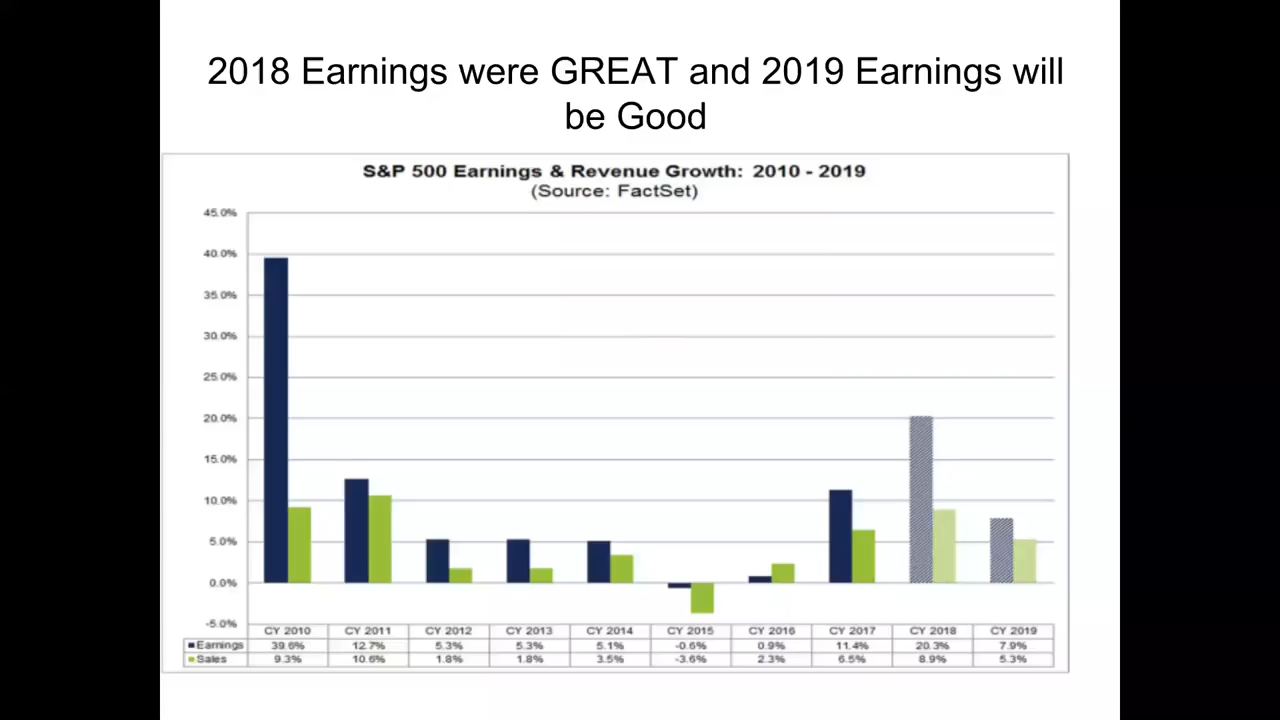 2018 Earnings were GREAT and 2019 Earnings will
be Good
S&P 500 Earnings & Revenue Growth: 2010 - 2019
(Source: FactSet)
45.0%
40.0%
35.0%
30.0%
25.0%
20.0%
15.0%
10.0%
5.0%
0.0%
-5.0%
CY 2010 CY 2011 CY 2012 CY 2013 CY 2014 CY 2015 CY 2016 CY 2017 CY 2018 CY 2019
Earnings 39.6% 12.7% 5.3% 5.3% 5.1% -0.6% 0.9% 11.4% 20.3% 7.9%
Sales 9.3% 10.6% 1.8% 1.8% 3.5% -3.6% 2.3% 6.5% 8.9% 5.3%